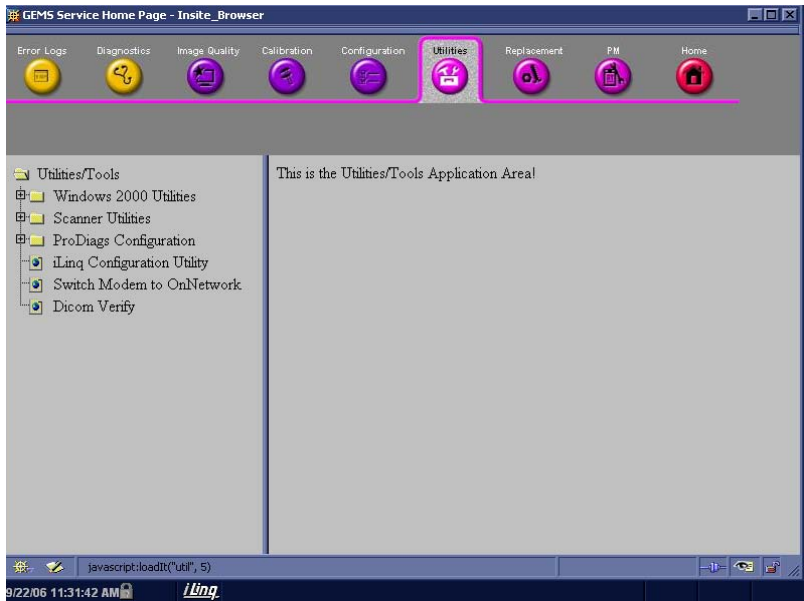 GEMS Service Home Page - Insite_Browser
Error Logs Diagnostics Image Quality Calibration Configuration Utilities Replacement PM Home
Utilities/Tools
Windows 2000 Utilities
Scanner Utilities
ProDiags Configuration
iLinq Configuration Utility
Switch Modem to OnNetwork
Dicom Verify
This is the Utilities/Tools Application Area!
javascript:loadIt("util", 5)
9/22/06 11:31:42 AM iLinq